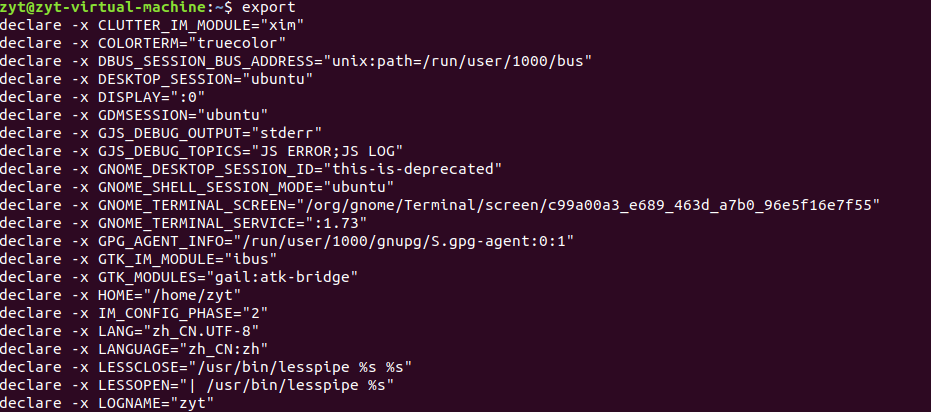 zyt@zyt-virtual-machine:~$ export
declare -x CLUTTER_IM_MODULE="xim"
declare -x COLORTERM="truecolor"
declare -x DBUS_SESSION_BUS_ADDRESS="unix:path=/run/user/1000/bus"
declare -x DESKTOP_SESSION="ubuntu"
declare -x DISPLAY=":0"
declare -x GDMSESSION="ubuntu"
declare -x GJS_DEBUG_OUTPUT="stderr"
declare -x GJS_DEBUG_TOPICS="JS ERROR;JS LOG"
declare -x GNOME_DESKTOP_SESSION_ID="this-is-deprecated"
declare -x GNOME_SHELL_SESSION_MODE="ubuntu"
declare -x GNOME_TERMINAL_SCREEN="/org/gnome/Terminal/screen/c99a00a3_e689_463d_a7b0_96e5f16e7f55"
declare -x GNOME_TERMINAL_SERVICE=":1.73"
declare -x GPG_AGENT_INFO="/run/user/1000/gnupg/S.gpg-agent:0:1"
declare -x GTK_IM_MODULE="ibus"
declare -x GTK_MODULES="gail:atk-bridge"
declare -x HOME="/home/zyt"
declare -x IM_CONFIG_PHASE="2"
declare -x LANG="zh_CN.UTF-8"
declare -x LANGUAGE="zh_CN:zh"
declare -x LESSCLOSE="/usr/bin/lesspipe %s %s"
declare -x LESSOPEN="| /usr/bin/lesspipe %s"
declare -x LOGNAME="zyt"